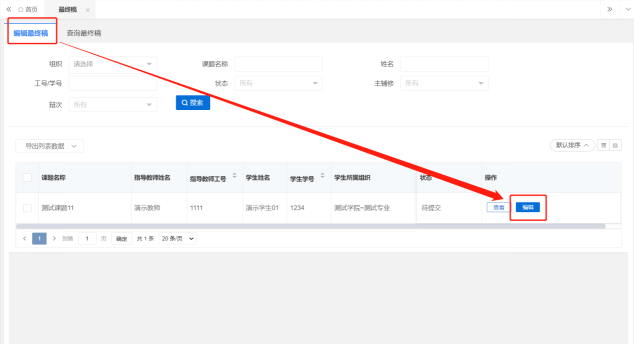 首页 最终稿
编辑最终稿 查询最终稿
组织 请选择 课题名称 姓名
工号/学号 状态 所有 主辅修 所有
届次 所有 搜索
导出列表数据 默认排序
课题名称 指导教师姓名 指导教师工号 学生姓名 学生学号 学生所属组织 状态 操作
测试课题11 演示教师 1111 演示学生01 1234 测试学院-测试专业 待提交 查看 编辑
1 到第 1 页 确定 共 1 条 20 条/页